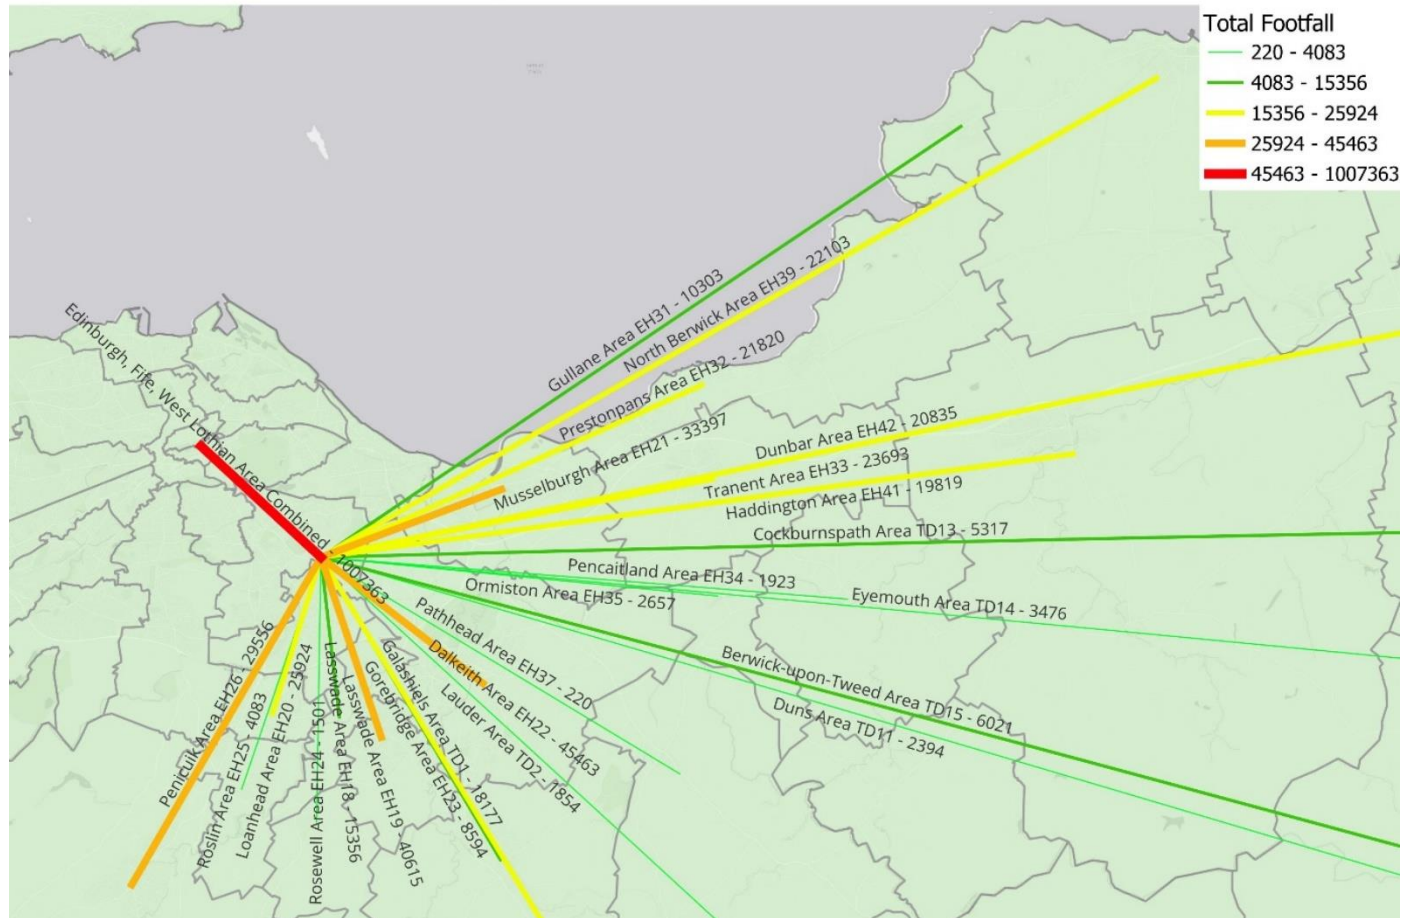 Total Footfall
220 - 4083
4083 - 15356
15356 - 25924
25924 - 45463
45463 - 1007363
Gullane Area EH31 - 10303
North Berwick Area EH39 - 22103
Prestonpans Area EH32 - 21820
Musselburgh Area EH21 - 33397
Edinburgh, Fife, West Lothian Area Combined - 1007363
Dunbar Area EH42 - 20835
Tranent Area EH33 - 23693
Haddington Area EH41 - 19819
Cockburnspath Area TD13 - 5317
Pencaitland Area EH34 - 1923
Ormiston Area EH35 - 2657
Eyemouth Area TD14 - 3476
Pathhead Area EH37 - 220
Berwick-upon-Tweed Area TD15 - 6021
Duns Area TD11 - 2394
Dalkeith Area EH22 - 45463
Lauder Area TD2 - 1854
Galashiels Area TD1 - 18177
Gorebridge Area EH23 - 8594
Lasswade Area EH19 - 40615
Lasswade Area EH18 - 15356
Rosewell Area EH24 - 1501
Loanhead Area EH20 - 25924
Roslin Area EH25 - 4083
Penicuik Area EH26 - 29556